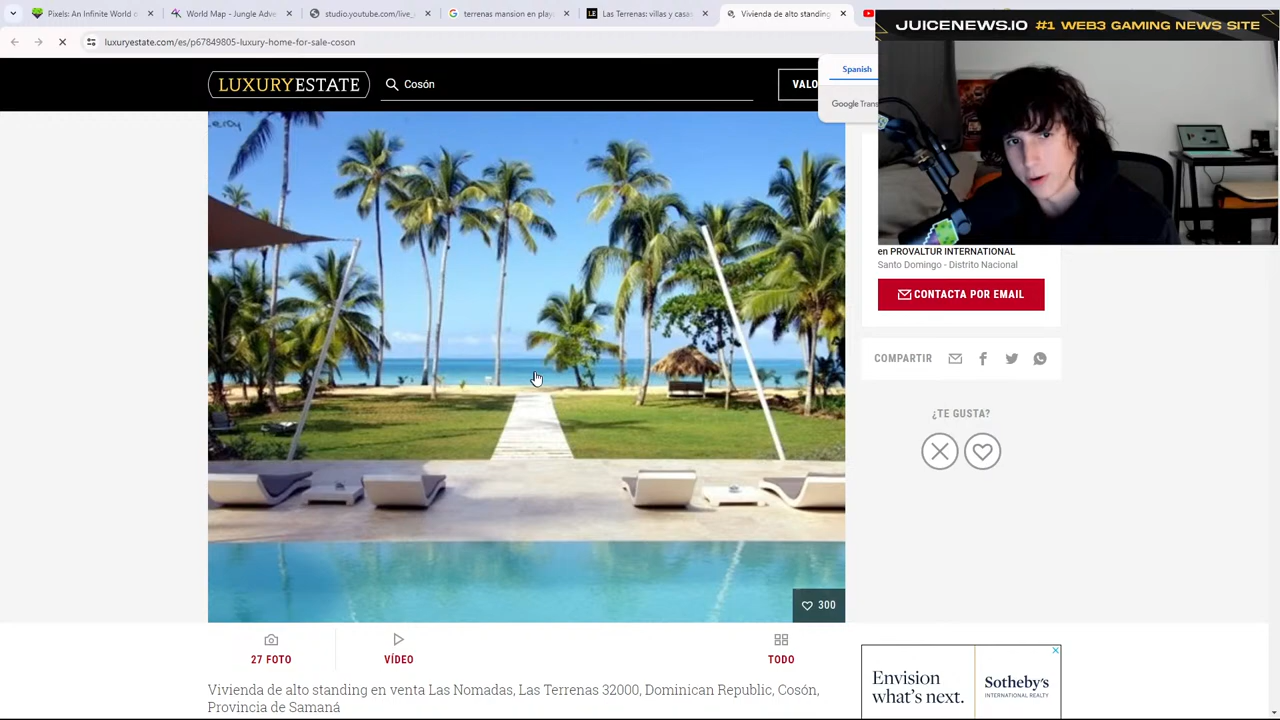 Pixels: An Infinite World of
World Map - Jungle Adve
studio.youtube.com/live_
terrenas mansion en play
Las Terrenas: villas y casas
Vivienda de alto standing
luxuryestate.com/es/p67849805-luxury-home-for-sale-coson
JUICENEWS.IO #1 WEB3 GAMING NEWS SITE
Spanish
Google Trans
LUXURYESTATE
Cosón
VALO
eroy
en PROVALTUR INTERNATIONAL
Santo Domingo - Distrito Nacional
CONTACTA POR EMAIL
COMPARTIR
¿TE GUSTA?
300
27 FOTO
VÍDEO
TODO
Envision
what's next.
Sotheby's
INTERNATIONAL REALTY
Vivienda de alto standing en venta Las Nomadas, Las Terrenas 32000, Dominican Republic, Cosón,
Provincia de Samaná